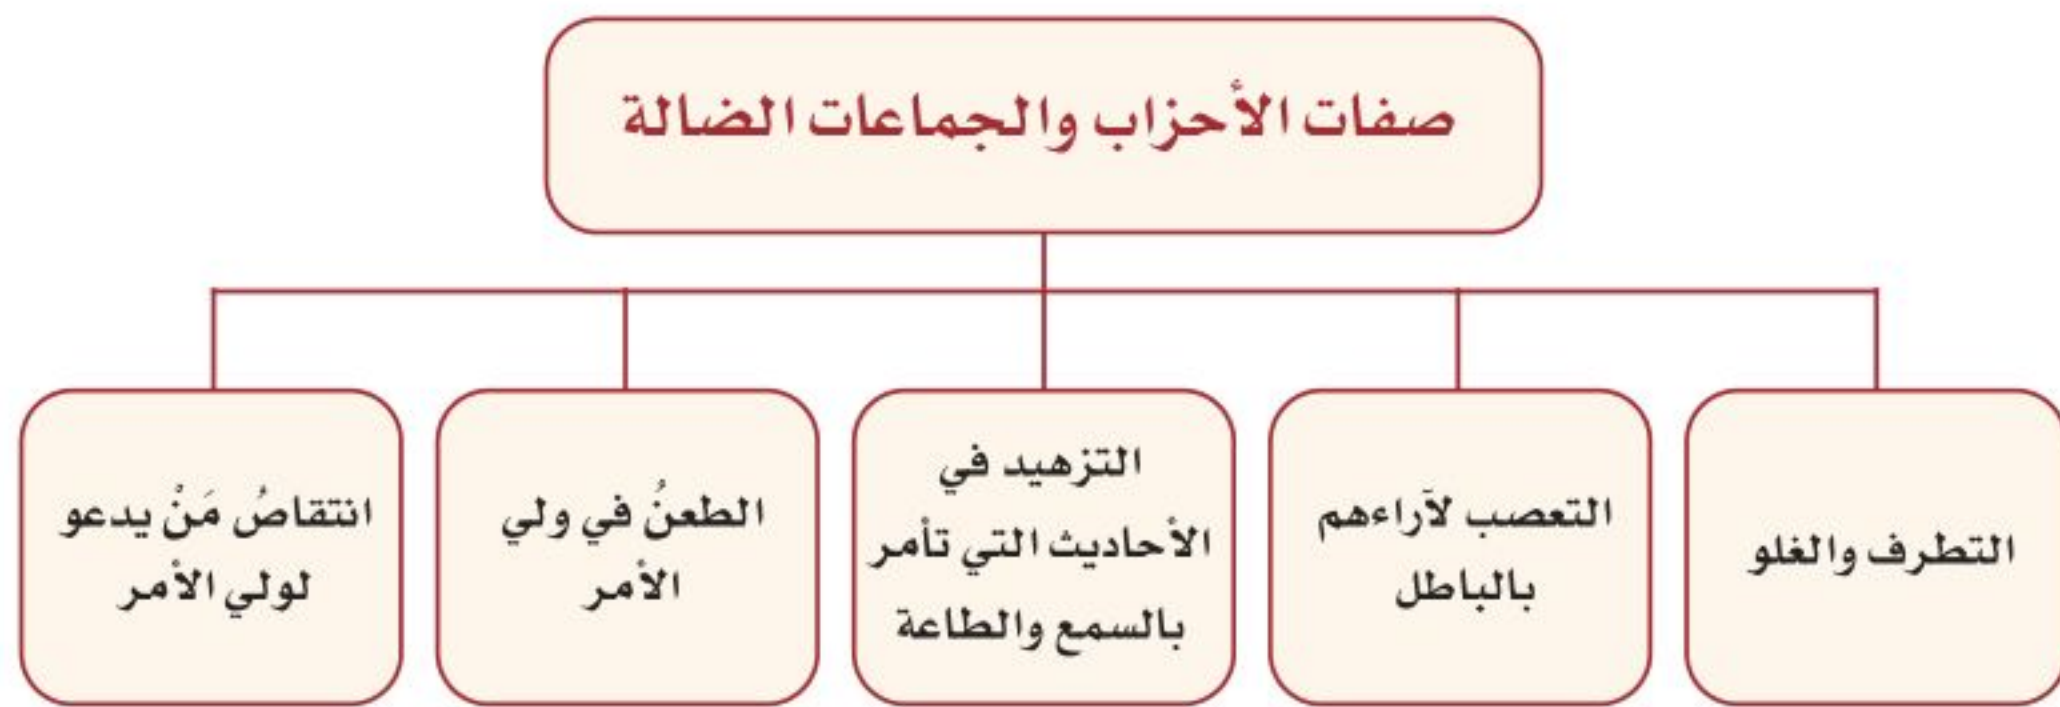 صفات الأحزاب والجماعات الضالة
التطرف والغلو
التعصب لآراءهم
بالباطل
التزهيد في
الأحاديث التي تأمر
بالسمع والطاعة
الطعنُ في ولي
الأمر
انتقاصُ مَنْ يدعو
لولي الأمر